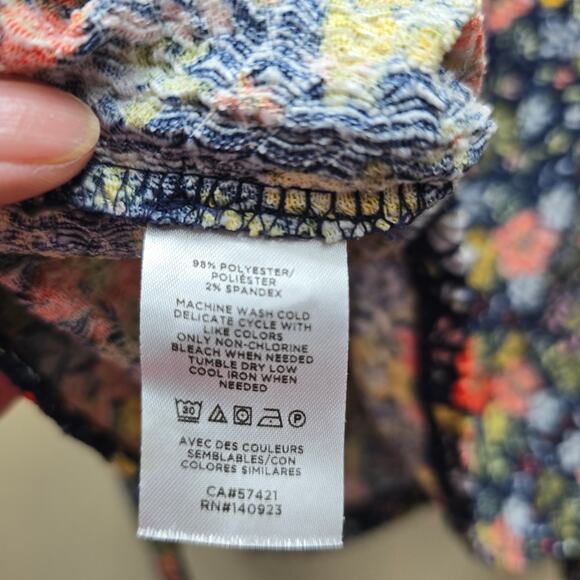 98% POLYESTER/
POLIÉSTER
2% SPANDEX
MACHINE WASH COLD
DELICATE CYCLE WITH
LIKE COLORS
ONLY NON-CHLORINE
BLEACH WHEN NEEDED
TUMBLE DRY LOW
COOL IRON WHEN
NEEDED
30 P
AVEC DES COULEURS
SEMBLABLES/CON
COLORES SIMILARES
CA#57421
RN#140923